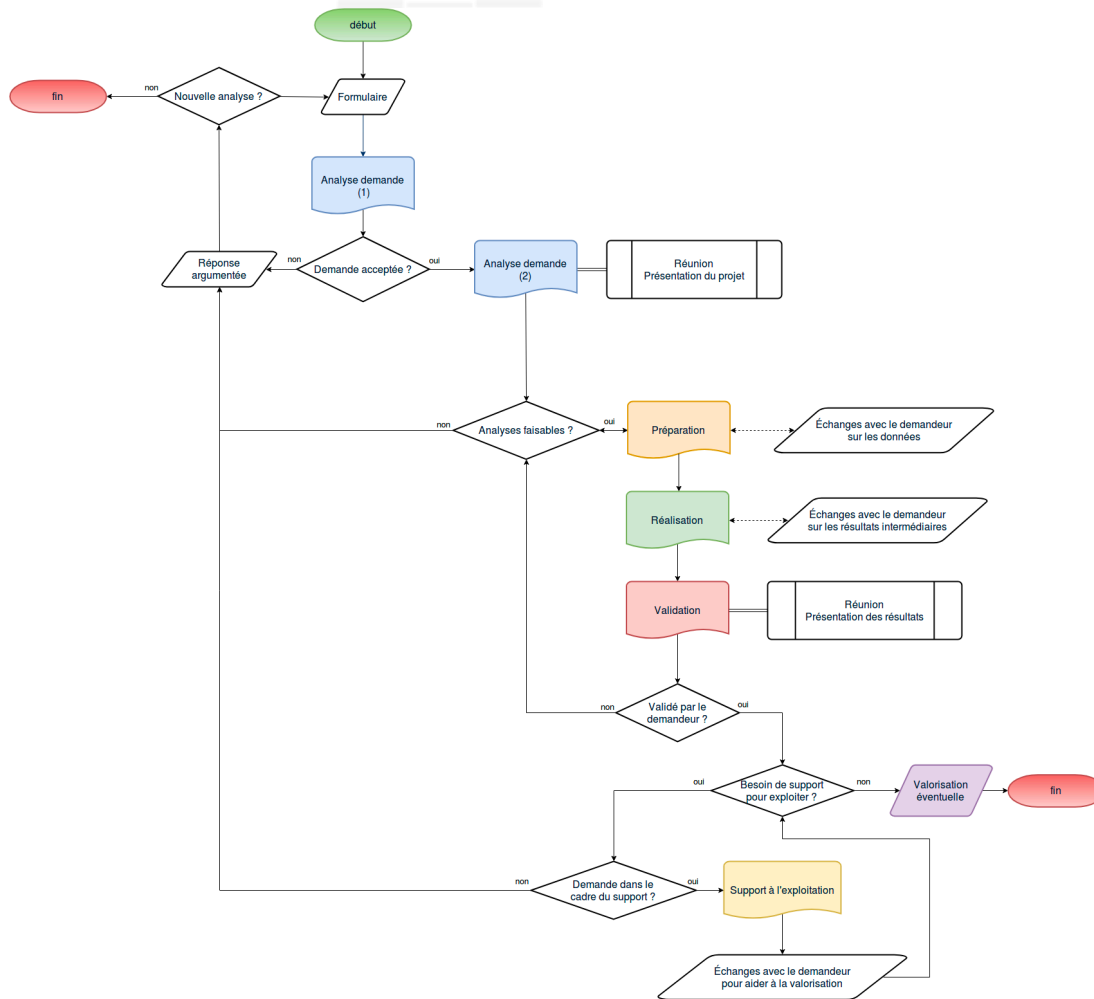 début
non
fin
Nouvelle analyse ?
Formulaire
Analyse demande
(1)
Réponse
argumentée
non
Demande acceptée ?
oui
Analyse demande
(2)
Réunion
Présentation du projet
non
Analyses faisables ?
oui
Préparation
Échanges avec le demandeur
sur les données
Réalisation
Échanges avec le demandeur
sur les résultats intermédiaires
Validation
Réunion
Présentation des résultats
non
Validé par le
demandeur ?
oui
oui
Besoin de support
pour exploiter ?
non
Valorisation
éventuelle
fin
non
Demande dans le
cadre du support ?
oui
Support à l'exploitation
Échanges avec le demandeur
pour aider à la valorisation